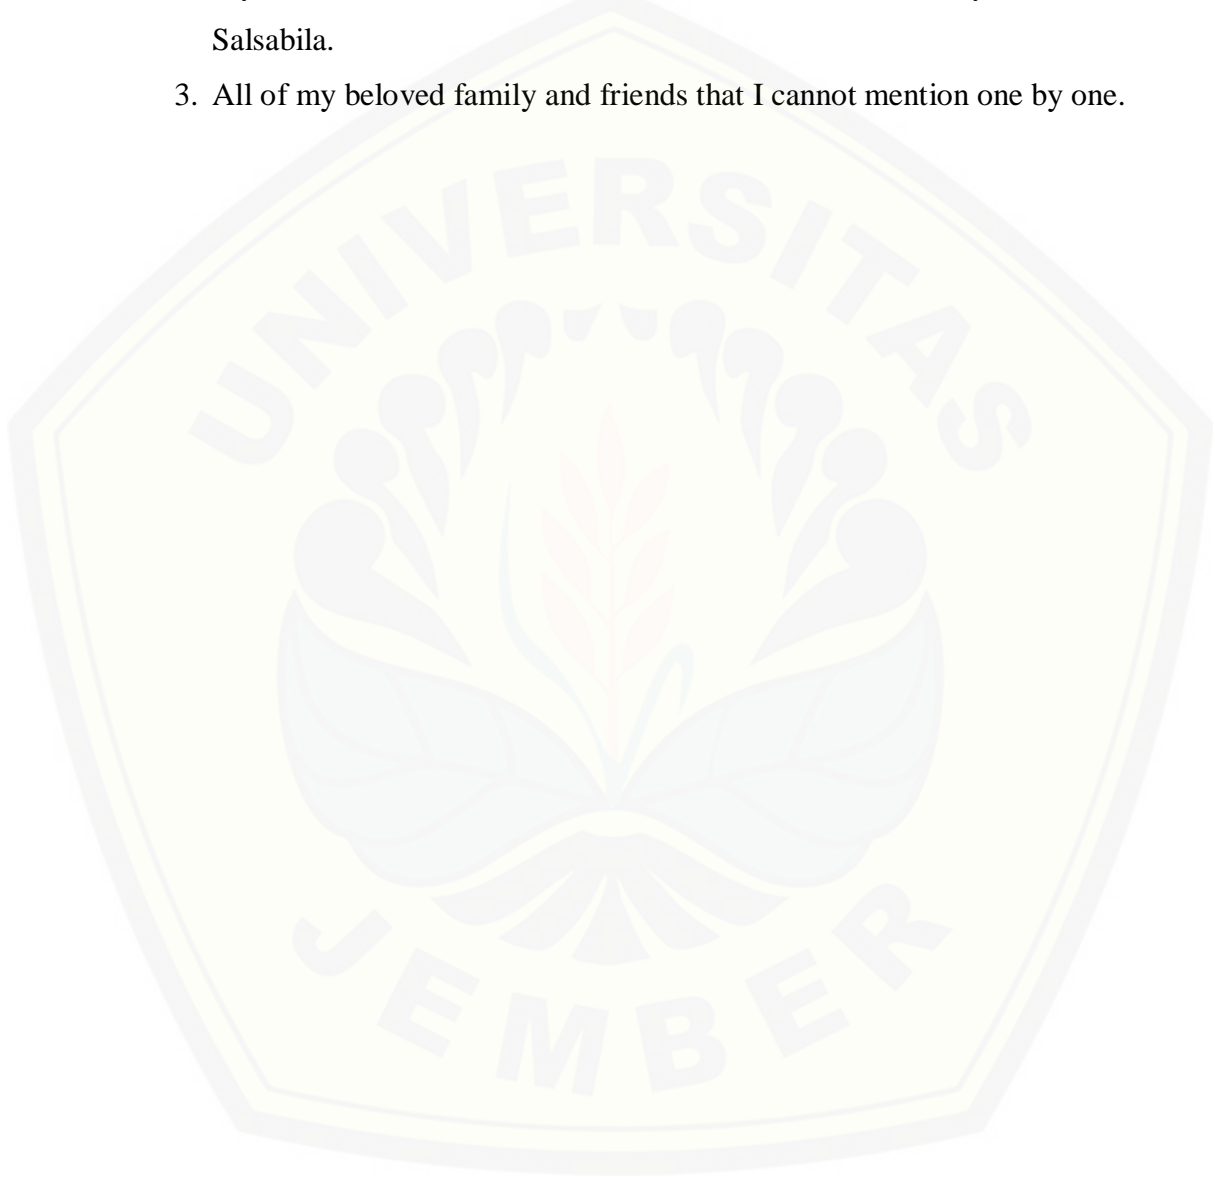 Salsabila.
3. All of my beloved family and friends that I cannot mention one by one.
UNIVERSITAS
JEMBER